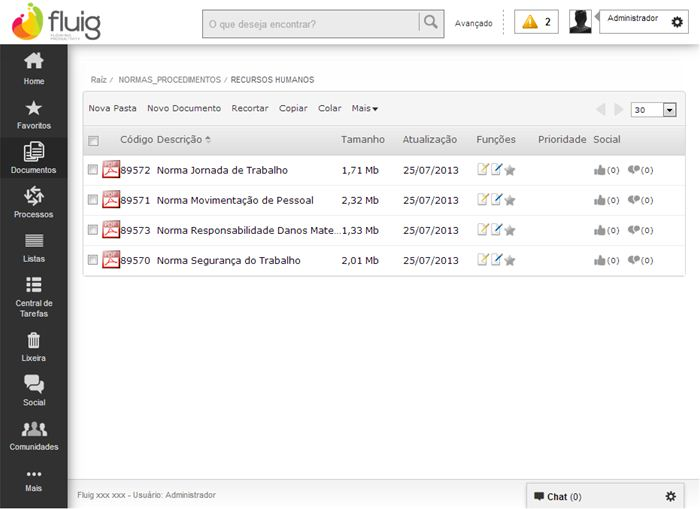 fluig
O que deseja encontrar?
Avançado
2
Administrador
Home
Favoritos
Documentos
Processos
Listas
Central de
Tarefas
Lixeira
Social
Comunidades
Mais
Raiz / NORMAS_PROCEDIMENTOS / RECURSOS HUMANOS
Nova Pasta Novo Documento Recortar Copiar Colar Mais 30
Código Descrição Tamanho Atualização Funções Prioridade Social
89572 Norma Jornada de Trabalho 1,71 Mb 25/07/2013 (0) (0)
89571 Norma Movimentação de Pessoal 2,32 Mb 25/07/2013 (0) (0)
89573 Norma Responsabilidade Danos Mate... 1,33 Mb 25/07/2013 (0) (0)
89570 Norma Segurança do Trabalho 2,01 Mb 25/07/2013 (0) (0)
Fluig xxx xxx - Usuário: Administrador
Chat (0)